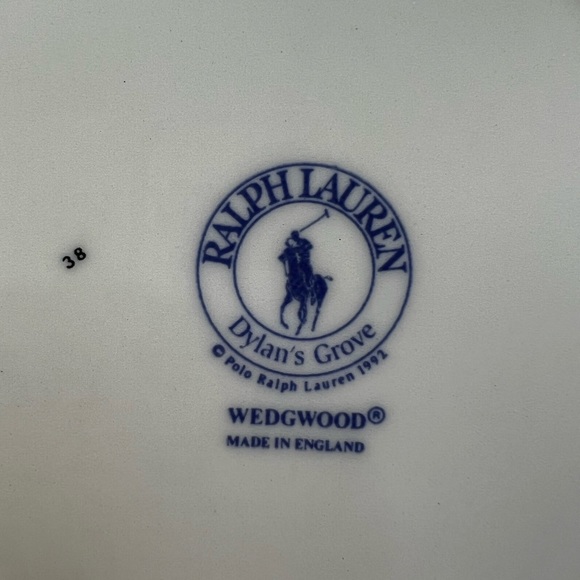 RALPH LAUREN
Dylan's Grove
© Polo Ralph Lauren 1992
WEDGWOOD®
MADE IN ENGLAND
38